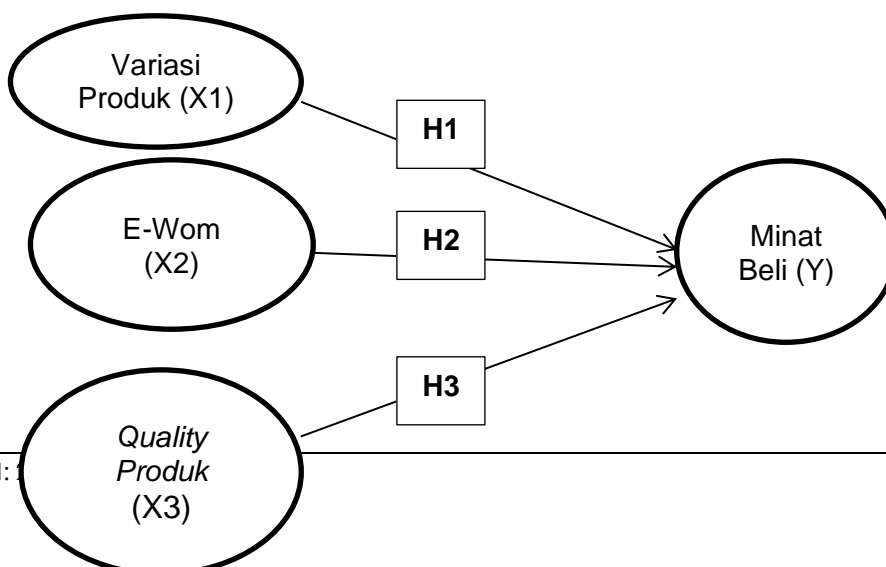 Variasi
Produk (X1)
H1
E-Wom
(X2)
H2
Minat
Beli (Y)
H3
Quality
Produk
(X3)